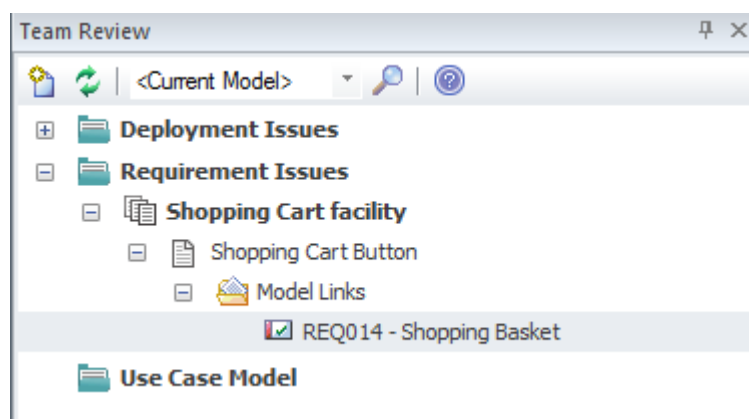 Team Review
<Current Model>
Deployment Issues
Requirement Issues
Shopping Cart facility
Shopping Cart Button
Model Links
REQ014 - Shopping Basket
Use Case Model